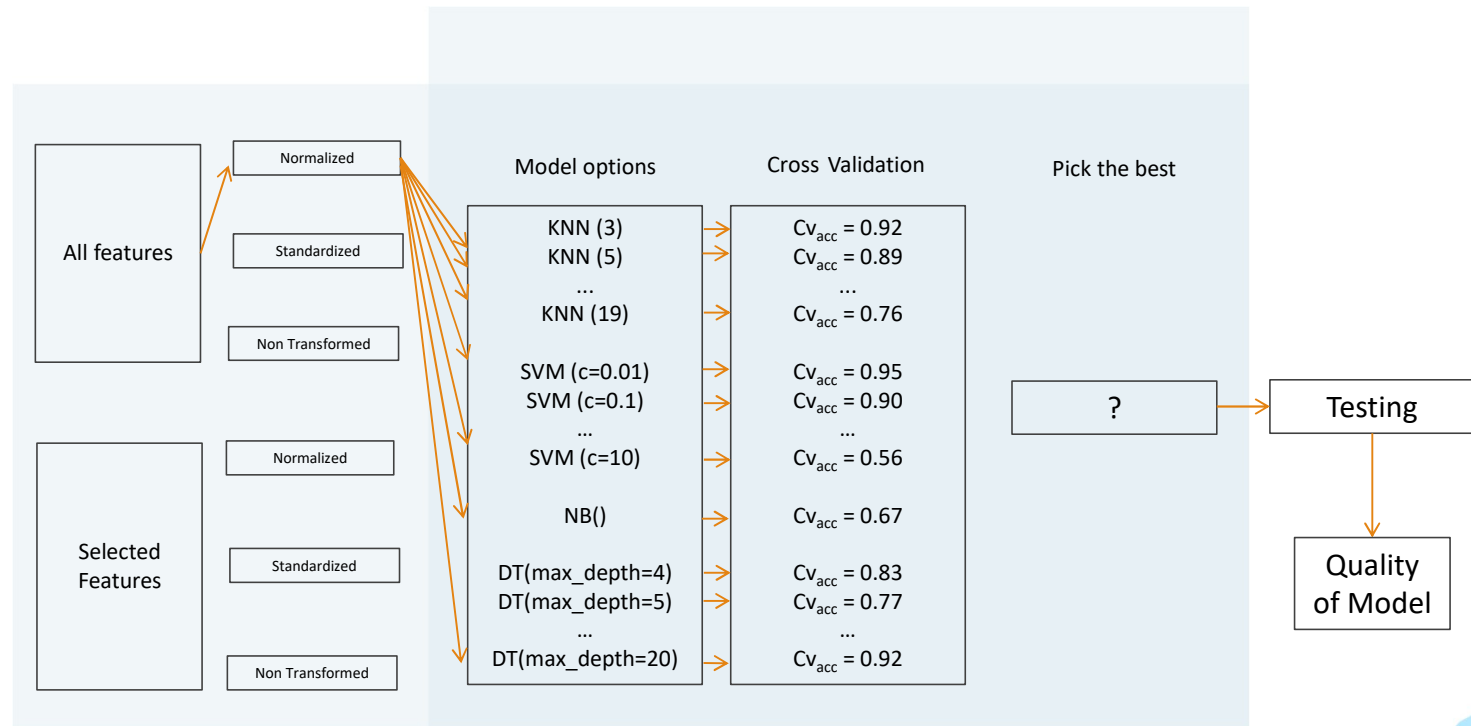 All features
Normalized
Standardized
Non Transformed
Selected
Features
Normalized
Standardized
Non Transformed
Model options
KNN (3)
KNN (5)
...
KNN (19)
SVM (c=0.01)
SVM (c=0.1)
...
SVM (c=10)
NB()
DT(max_depth=4)
DT(max_depth=5)
...
DT(max_depth=20)
Cross Validation
Cvacc = 0.92
Cvacc = 0.89
...
Cvacc = 0.76
Cvacc = 0.95
Cvacc = 0.90
...
Cvacc = 0.56
Cvacc = 0.67
Cvacc = 0.83
Cvacc = 0.77
...
Cvacc = 0.92
Pick the best
?
Testing
Quality
of Model